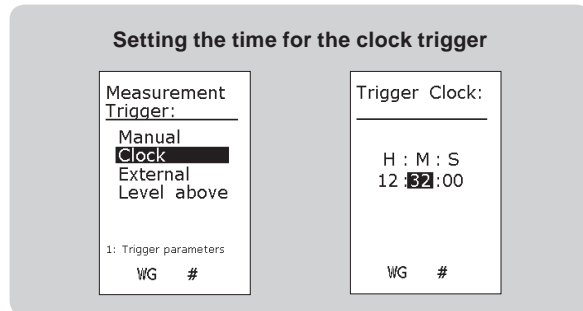 Setting the time for the clock trigger
Measurement
Trigger:
Manual
Clock
External
Level above
1: Trigger parameters
WG #
Trigger Clock:
H : M : S
12 :32 :00
WG #